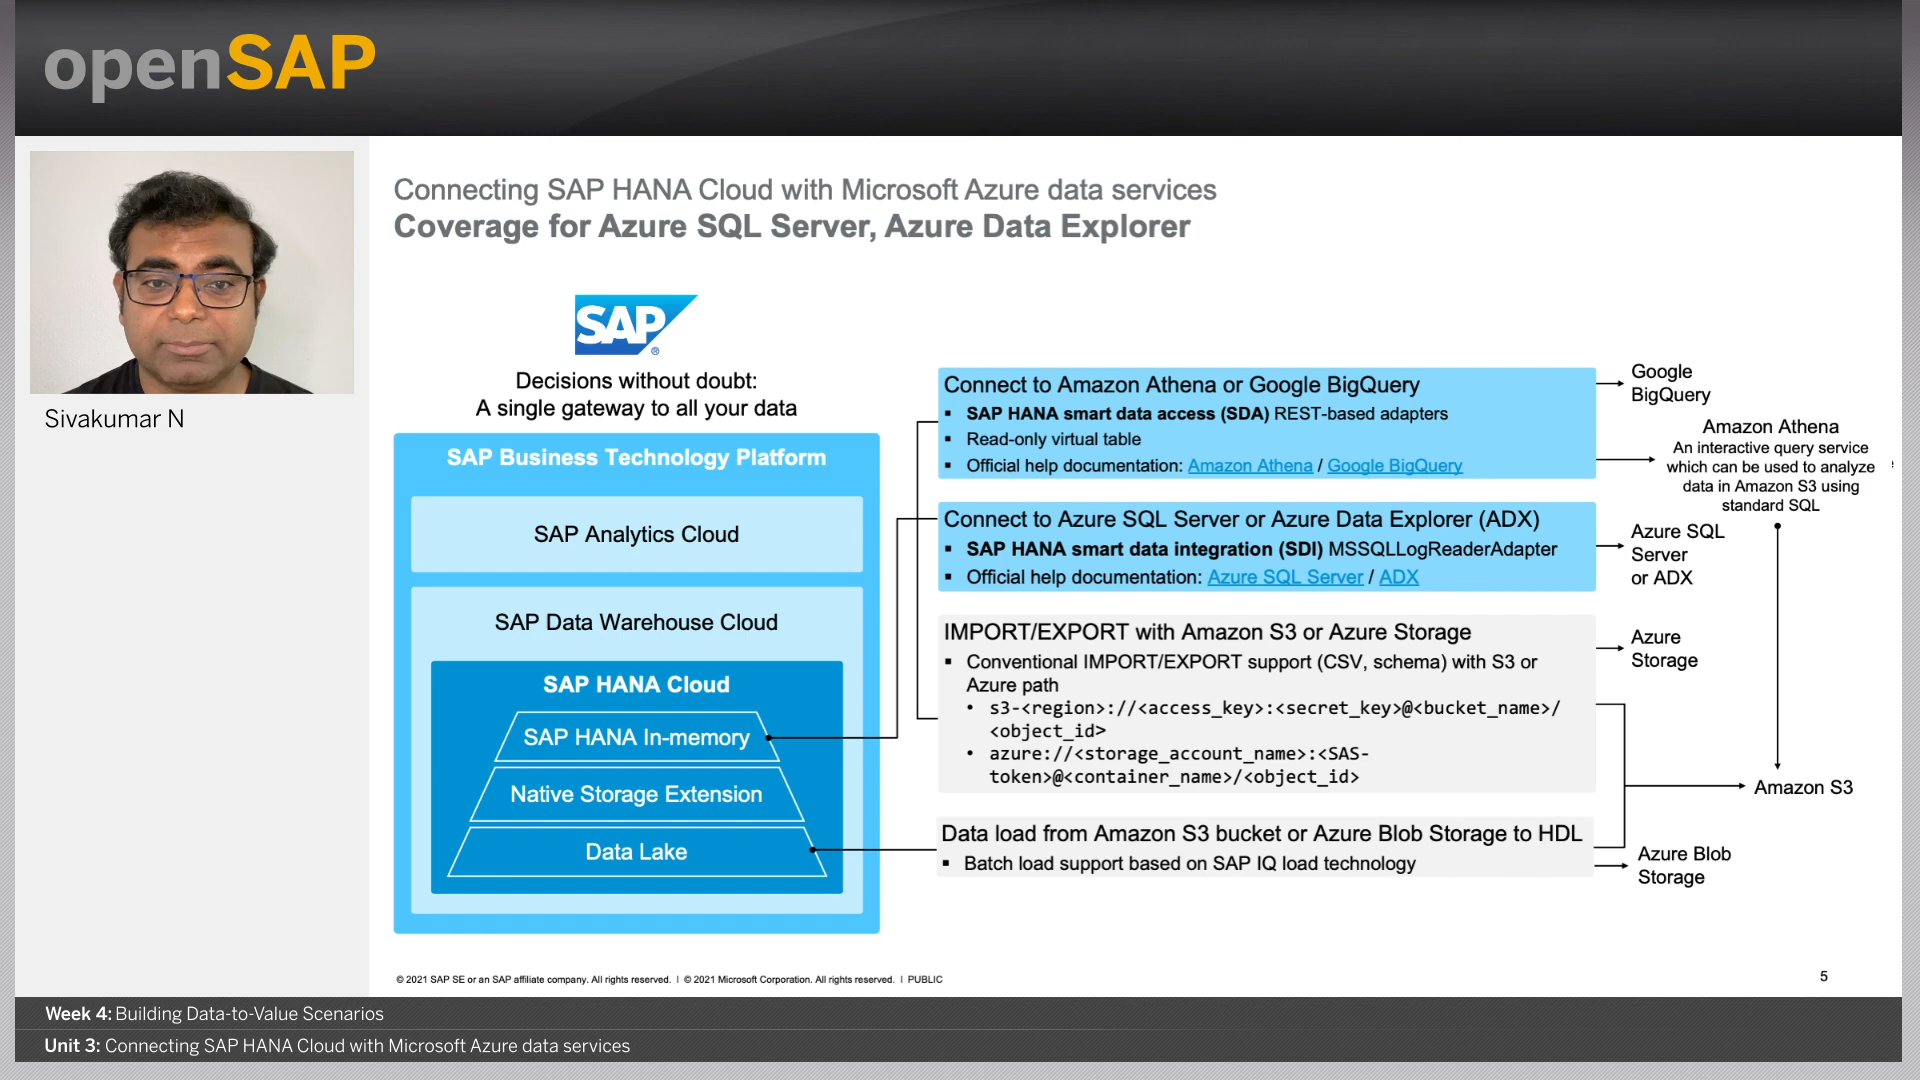 openSAP
Sivakumar N
Connecting SAP HANA Cloud with Microsoft Azure data services
Coverage for Azure SQL Server, Azure Data Explorer
SAP®
Decisions without doubt:
A single gateway to all your data
SAP Business Technology Platform
SAP Analytics Cloud
SAP Data Warehouse Cloud
SAP HANA Cloud
SAP HANA In-memory
Native Storage Extension
Data Lake
Connect to Amazon Athena or Google BigQuery
▪ SAP HANA smart data access (SDA) REST-based adapters
▪ Read-only virtual table
▪ Official help documentation: Amazon Athena / Google BigQuery
Connect to Azure SQL Server or Azure Data Explorer (ADX)
▪ SAP HANA smart data integration (SDI) MSSQLLogReaderAdapter
▪ Official help documentation: Azure SQL Server / ADX
IMPORT/EXPORT with Amazon S3 or Azure Storage
▪ Conventional IMPORT/EXPORT support (CSV, schema) with S3 or
Azure path
• s3-<region>://<access_key>:<secret_key>@<bucket_name>/
<object_id>
• azure://<storage_account_name>:<SAS-
token>@<container_name>/<object_id>
Data load from Amazon S3 bucket or Azure Blob Storage to HDL
▪ Batch load support based on SAP IQ load technology
Google
BigQuery
Amazon Athena
An interactive query service
which can be used to analyze
data in Amazon S3 using
standard SQL
Azure SQL
Server
or ADX
Azure
Storage
Amazon S3
Azure Blob
Storage
© 2021 SAP SE or an SAP affiliate company. All rights reserved. | © 2021 Microsoft Corporation. All rights reserved. | PUBLIC
5
Week 4: Building Data-to-Value Scenarios
Unit 3: Connecting SAP HANA Cloud with Microsoft Azure data services